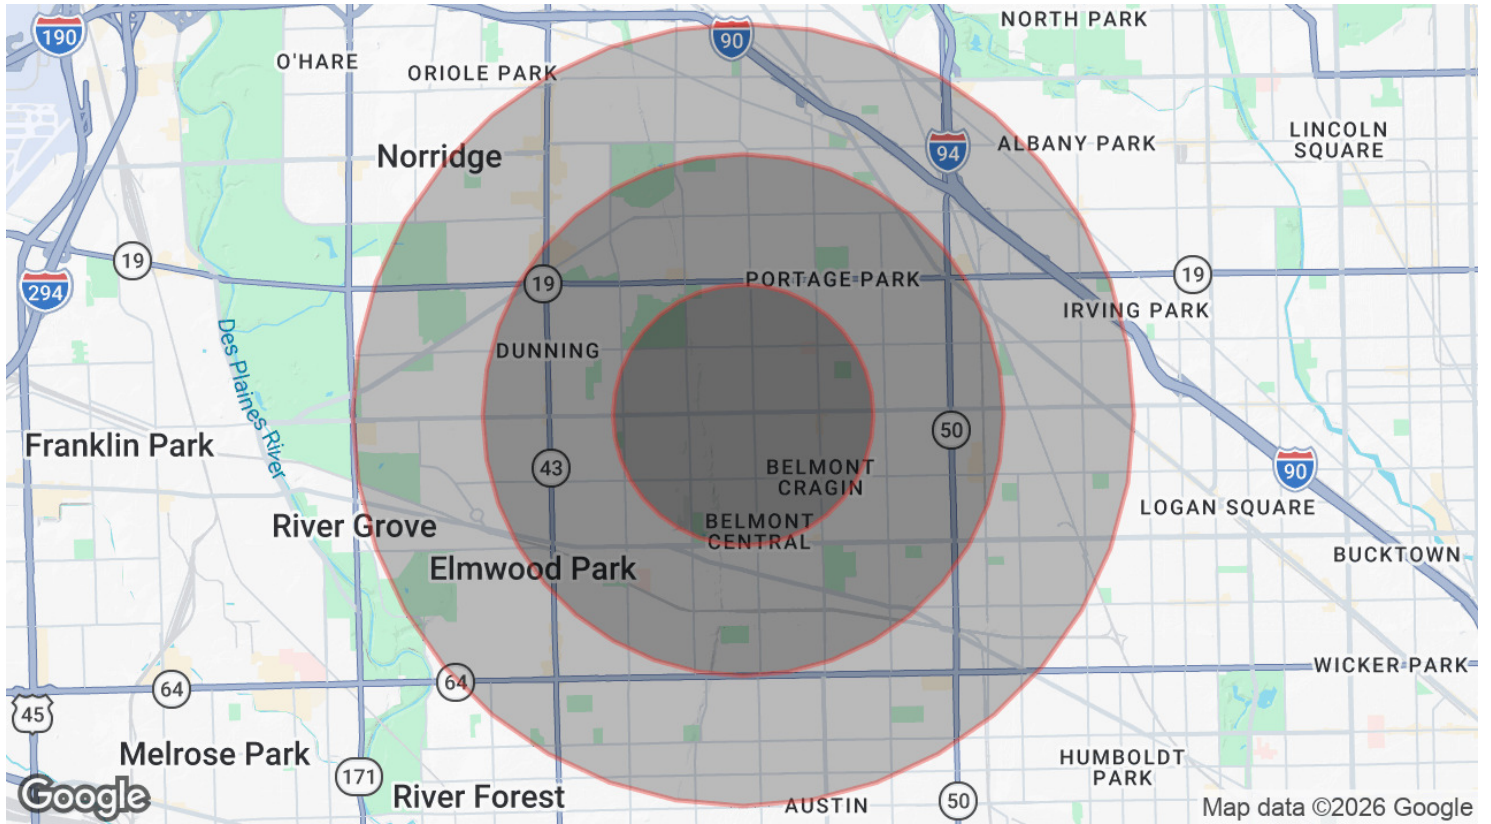 190
90
NORTH PARK
O'HARE
ORIOLE PARK
94
ALBANY PARK
LINCOLN
SQUARE
Norridge
19
19
PORTAGE PARK
19
294
IRVING PARK
DUNNING
Des Plaines River
Franklin Park
43
50
90
BELMONT
CRAGIN
LOGAN SQUARE
River Grove
BELMONT
CENTRAL
BUCKTOWN
Elmwood Park
WICKER PARK
64
64
45
Melrose Park
171
HUMBOLDT
PARK
River Forest
AUSTIN
50
Google
Map data ©2026 Google